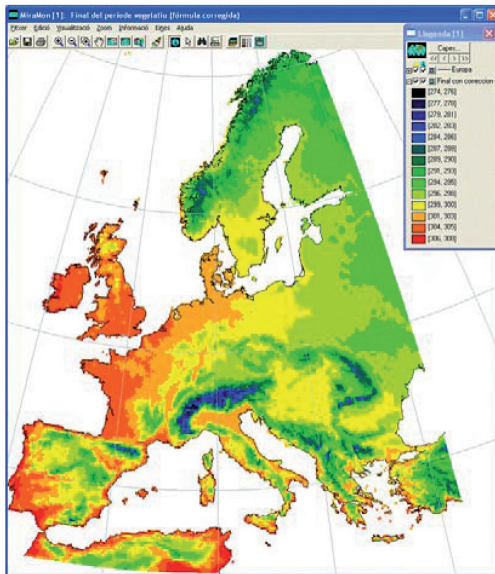 MiraMon [1]: Final del periode vegetatiu (fórmula corregida)
Fitxer Edició Visualització Zoom Informació Eines Ajuda
Llegenda [1]
Capes...
<< < > >>
Europa
Final con correccion
[274, 276]
[277, 278]
[279, 281]
[282, 283]
[284, 286]
[287, 288]
[289, 290]
[291, 293]
[294, 295]
[296, 298]
[299, 300]
[301, 303]
[304, 305]
[306, 308]